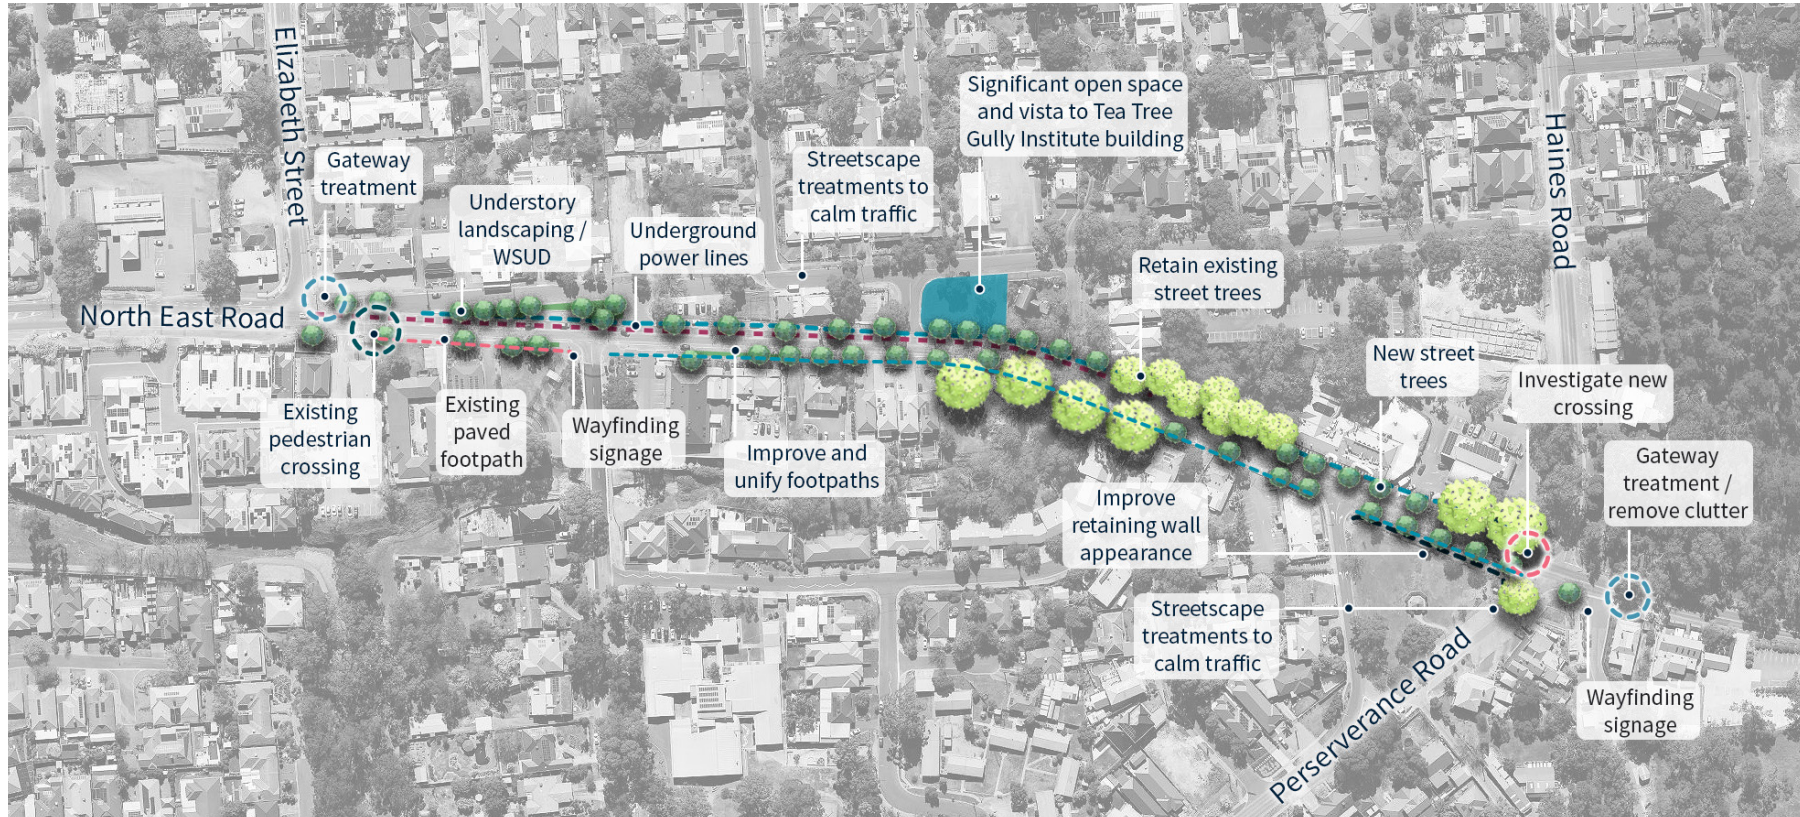 Elizabeth Street
Gateway
treatment
Understory
landscaping /
WSUD
Underground
power lines
Streetscape
treatments to
calm traffic
Significant open space
and vista to Tea Tree
Gully Institute building
Haines Road
Retain existing
street trees
North East Road
New street
trees
Investigate new
crossing
Existing
pedestrian
crossing
Existing
paved
footpath
Wayfinding
signage
Improve and
unify footpaths
Gateway
treatment /
remove clutter
Improve
retaining wall
appearance
Streetscape
treatments to
calm traffic
Perserverance Road
Wayfinding
signage